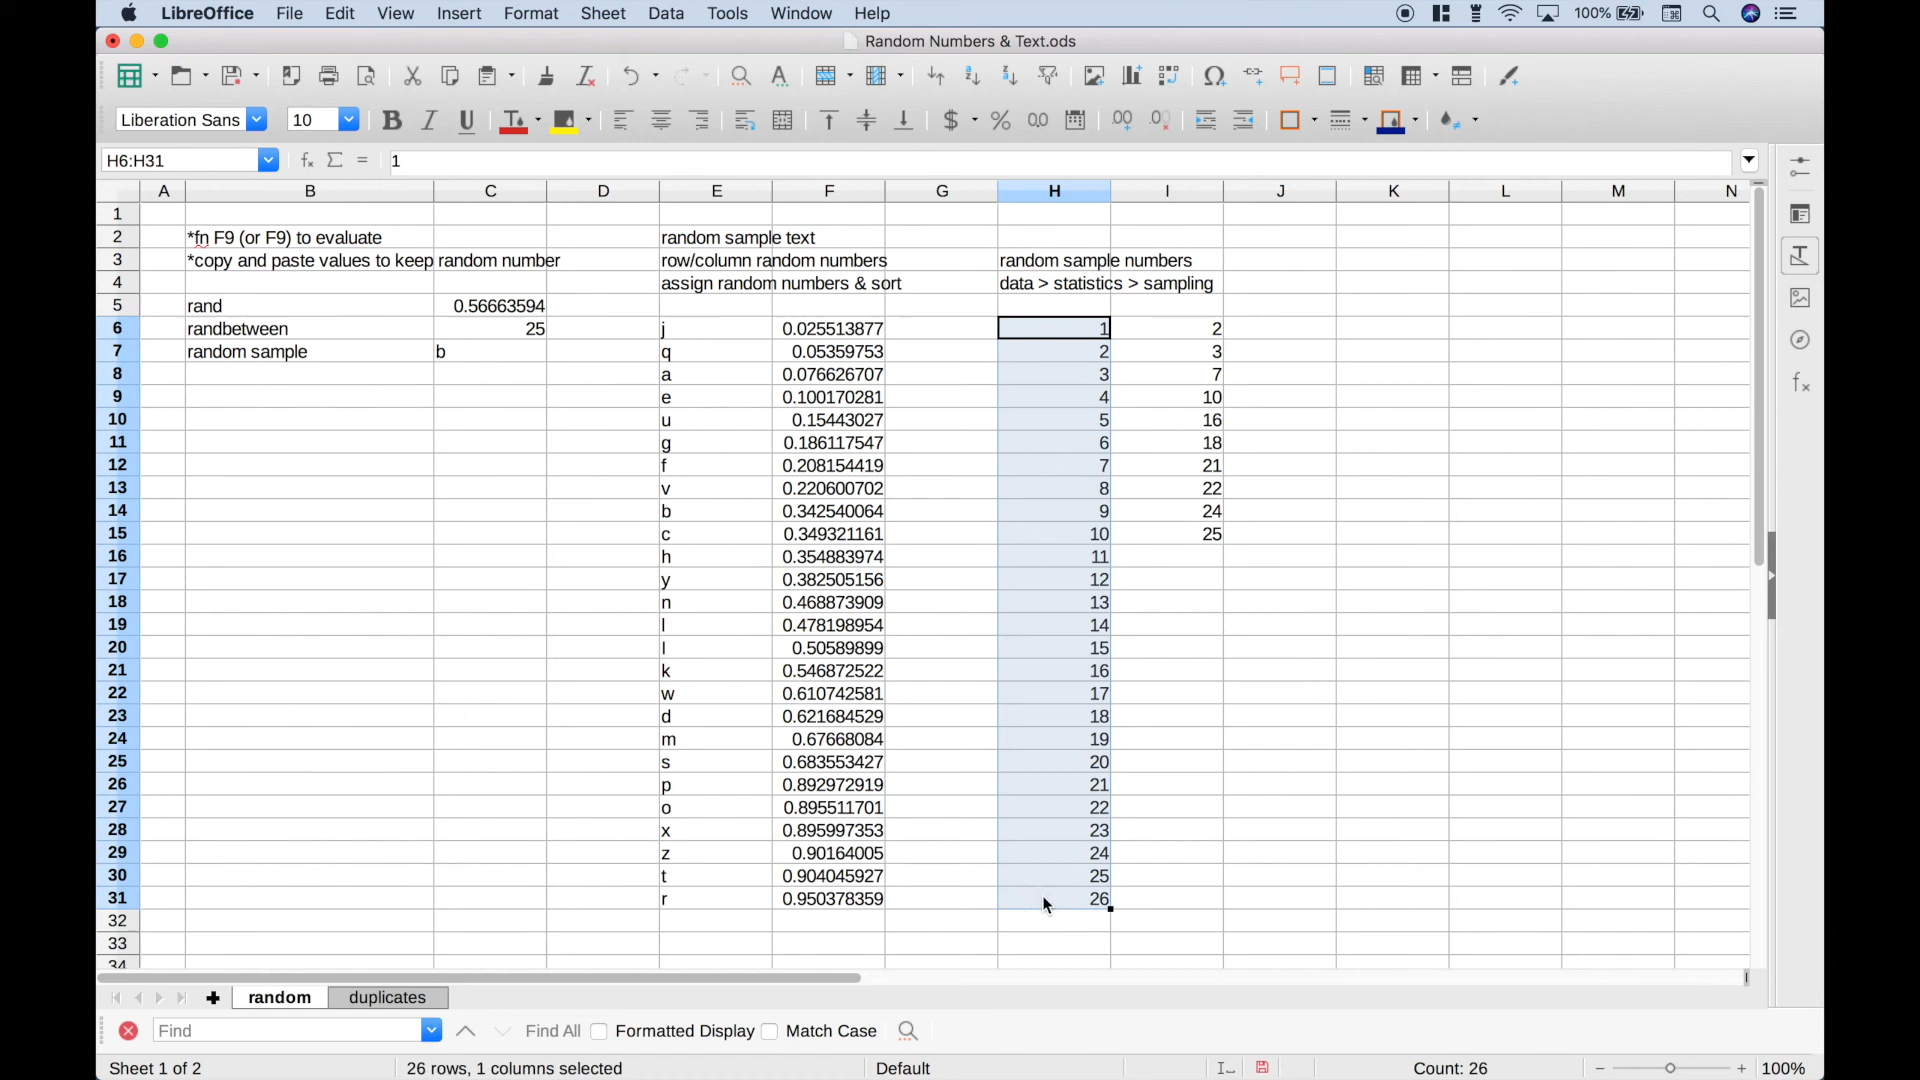 LibreOffice File Edit View Insert Format Sheet Data Tools Window Help 100%
Random Numbers & Text.ods
Liberation Sans 10
H6:H31 1
A B C D E F G H I J K L M N
1
2 *fn F9 (or F9) to evaluate random sample text
3 *copy and paste values to keep random number row/column random numbers random sample numbers
4 assign random numbers & sort data > statistics > sampling
5 rand 0.56663594
6 randbetween 25 j 0.025513877 1 2
7 random sample b q 0.05359753 2 3
8 a 0.076626707 3 7
9 e 0.100170281 4 10
10 u 0.15443027 5 16
11 g 0.186117547 6 18
12 f 0.208154419 7 21
13 v 0.220600702 8 22
14 b 0.342540064 9 24
15 c 0.349321161 10 25
16 h 0.354883974 11
17 y 0.382505156 12
18 n 0.468873909 13
19 l 0.478198954 14
20 I 0.50589899 15
21 k 0.546872522 16
22 w 0.610742581 17
23 d 0.621684529 18
24 m 0.67668084 19
25 s 0.683553427 20
26 p 0.892972919 21
27 o 0.895511701 22
28 x 0.895997353 23
29 z 0.90164005 24
30 t 0.904045927 25
31 r 0.950378359 26
32
33
34
random duplicates
Find Find All Formatted Display Match Case
Sheet 1 of 2 26 rows, 1 columns selected Default Count: 26 100%